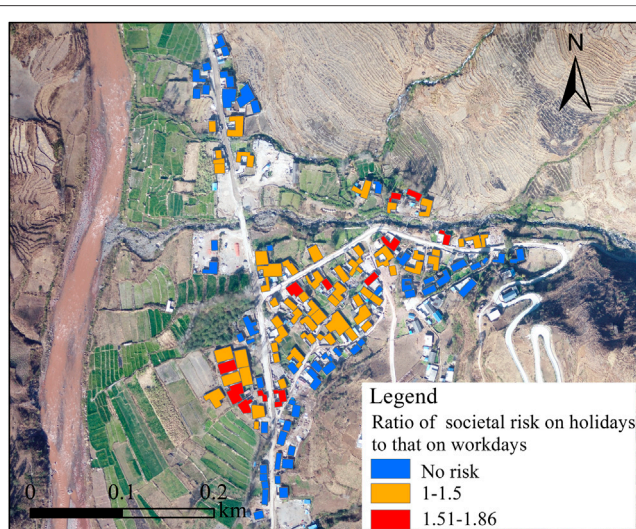 N
Legend
Ratio of societal risk on holidays
to that on workdays
No risk
1-1.5
1.51-1.86
0 0.1 0.2
km